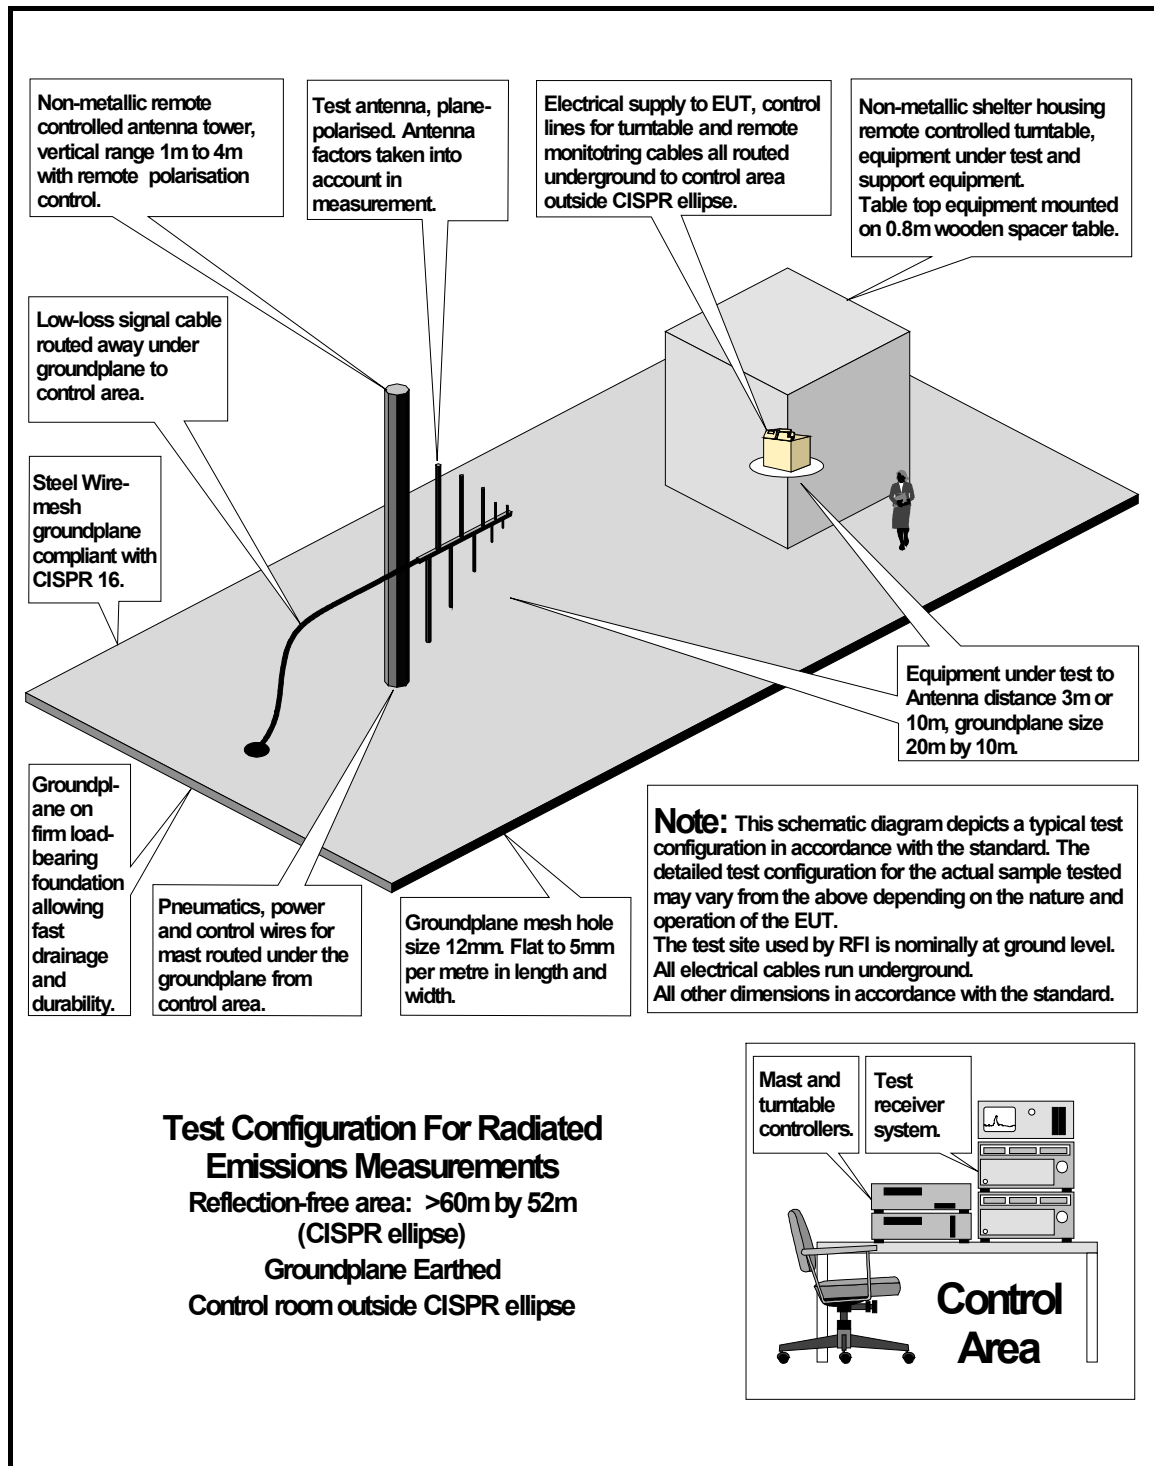 Non-metallic remote
controlled antenna tower,
vertical range 1m to 4m
with remote polarisation
control.
Test antenna, plane-
polarised. Antenna
factors taken into
account in
measurement.
Electrical supply to EUT, control
lines for turntable and remote
monitotring cables all routed
underground to control area
outside CISPR ellipse.
Non-metallic shelter housing
remote controlled turntable,
equipment under test and
support equipment.
Table top equipment mounted
on 0.8m wooden spacer table.
Low-loss signal cable
routed away under
groundplane to
control area.
Steel Wire-
mesh
groundplane
compliant with
CISPR 16.
Equipment under test to
Antenna distance 3m or
10m, groundplane size
20m by 10m.
Groundpl-
ane on
firm load-
bearing
foundation
allowing
fast
drainage
and
durability.
Pneumatics, power
and control wires for
mast routed under the
groundplane from
control area.
Groundplane mesh hole
size 12mm. Flat to 5mm
per metre in length and
width.
Note: This schematic diagram depicts a typical test
configuration in accordance with the standard. The
detailed test configuration for the actual sample tested
may vary from the above depending on the nature and
operation of the EUT.
The test site used by RFI is nominally at ground level.
All electrical cables run underground.
All other dimensions in accordance with the standard.
Test Configuration For Radiated
Emissions Measurements
Reflection-free area: >60m by 52m
(CISPR ellipse)
Groundplane Earthed
Control room outside CISPR ellipse
Mast and
turntable
controllers.
Test
receiver
system.
Control
Area